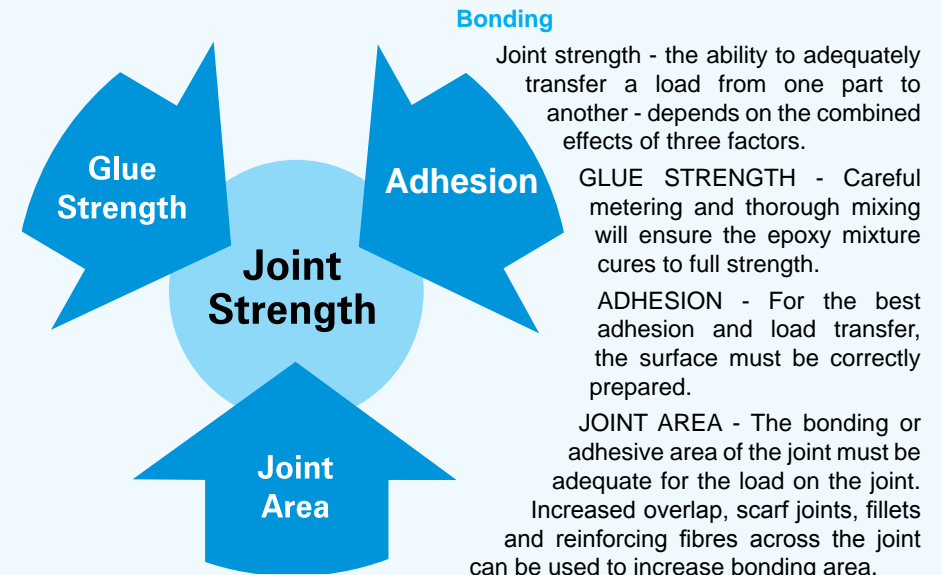 Bonding
Joint strength - the ability to adequately
transfer a load from one part to
another - depends on the combined
effects of three factors.
GLUE STRENGTH - Careful
metering and thorough mixing
will ensure the epoxy mixture
cures to full strength.
ADHESION - For the best
adhesion and load transfer,
the surface must be correctly
prepared.
JOINT AREA - The bonding or
adhesive area of the joint must be
adequate for the load on the joint.
Increased overlap, scarf joints, fillets
and reinforcing fibres across the joint
can be used to increase bonding area.
Glue
Strength
Adhesion
Joint
Strength
Joint
Area